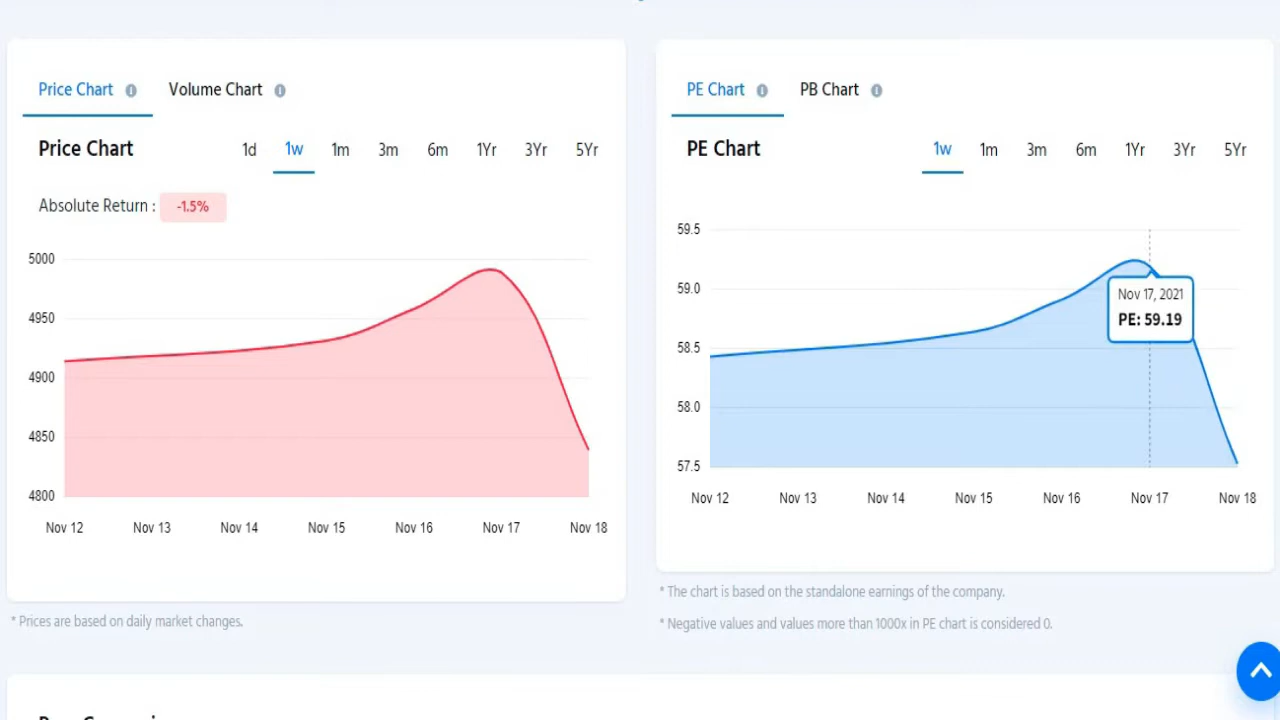 Price Chart
Volume Chart
Price Chart
1d 1w 1m 3m 6m 1Yr 3Yr 5Yr
Absolute Return : -1.5%
5000
4950
4900
4850
4800
Nov 12 Nov 13 Nov 14 Nov 15 Nov 16 Nov 17 Nov 18
* Prices are based on daily market changes.
PE Chart
PB Chart
PE Chart
1w 1m 3m 6m 1Yr 3Yr 5Yr
59.5
59.0
58.5
58.0
57.5
Nov 17, 2021
PE: 59.19
Nov 12 Nov 13 Nov 14 Nov 15 Nov 16 Nov 17 Nov 18
* The chart is based on the standalone earnings of the company.
* Negative values and values more than 1000x in PE chart is considered 0.